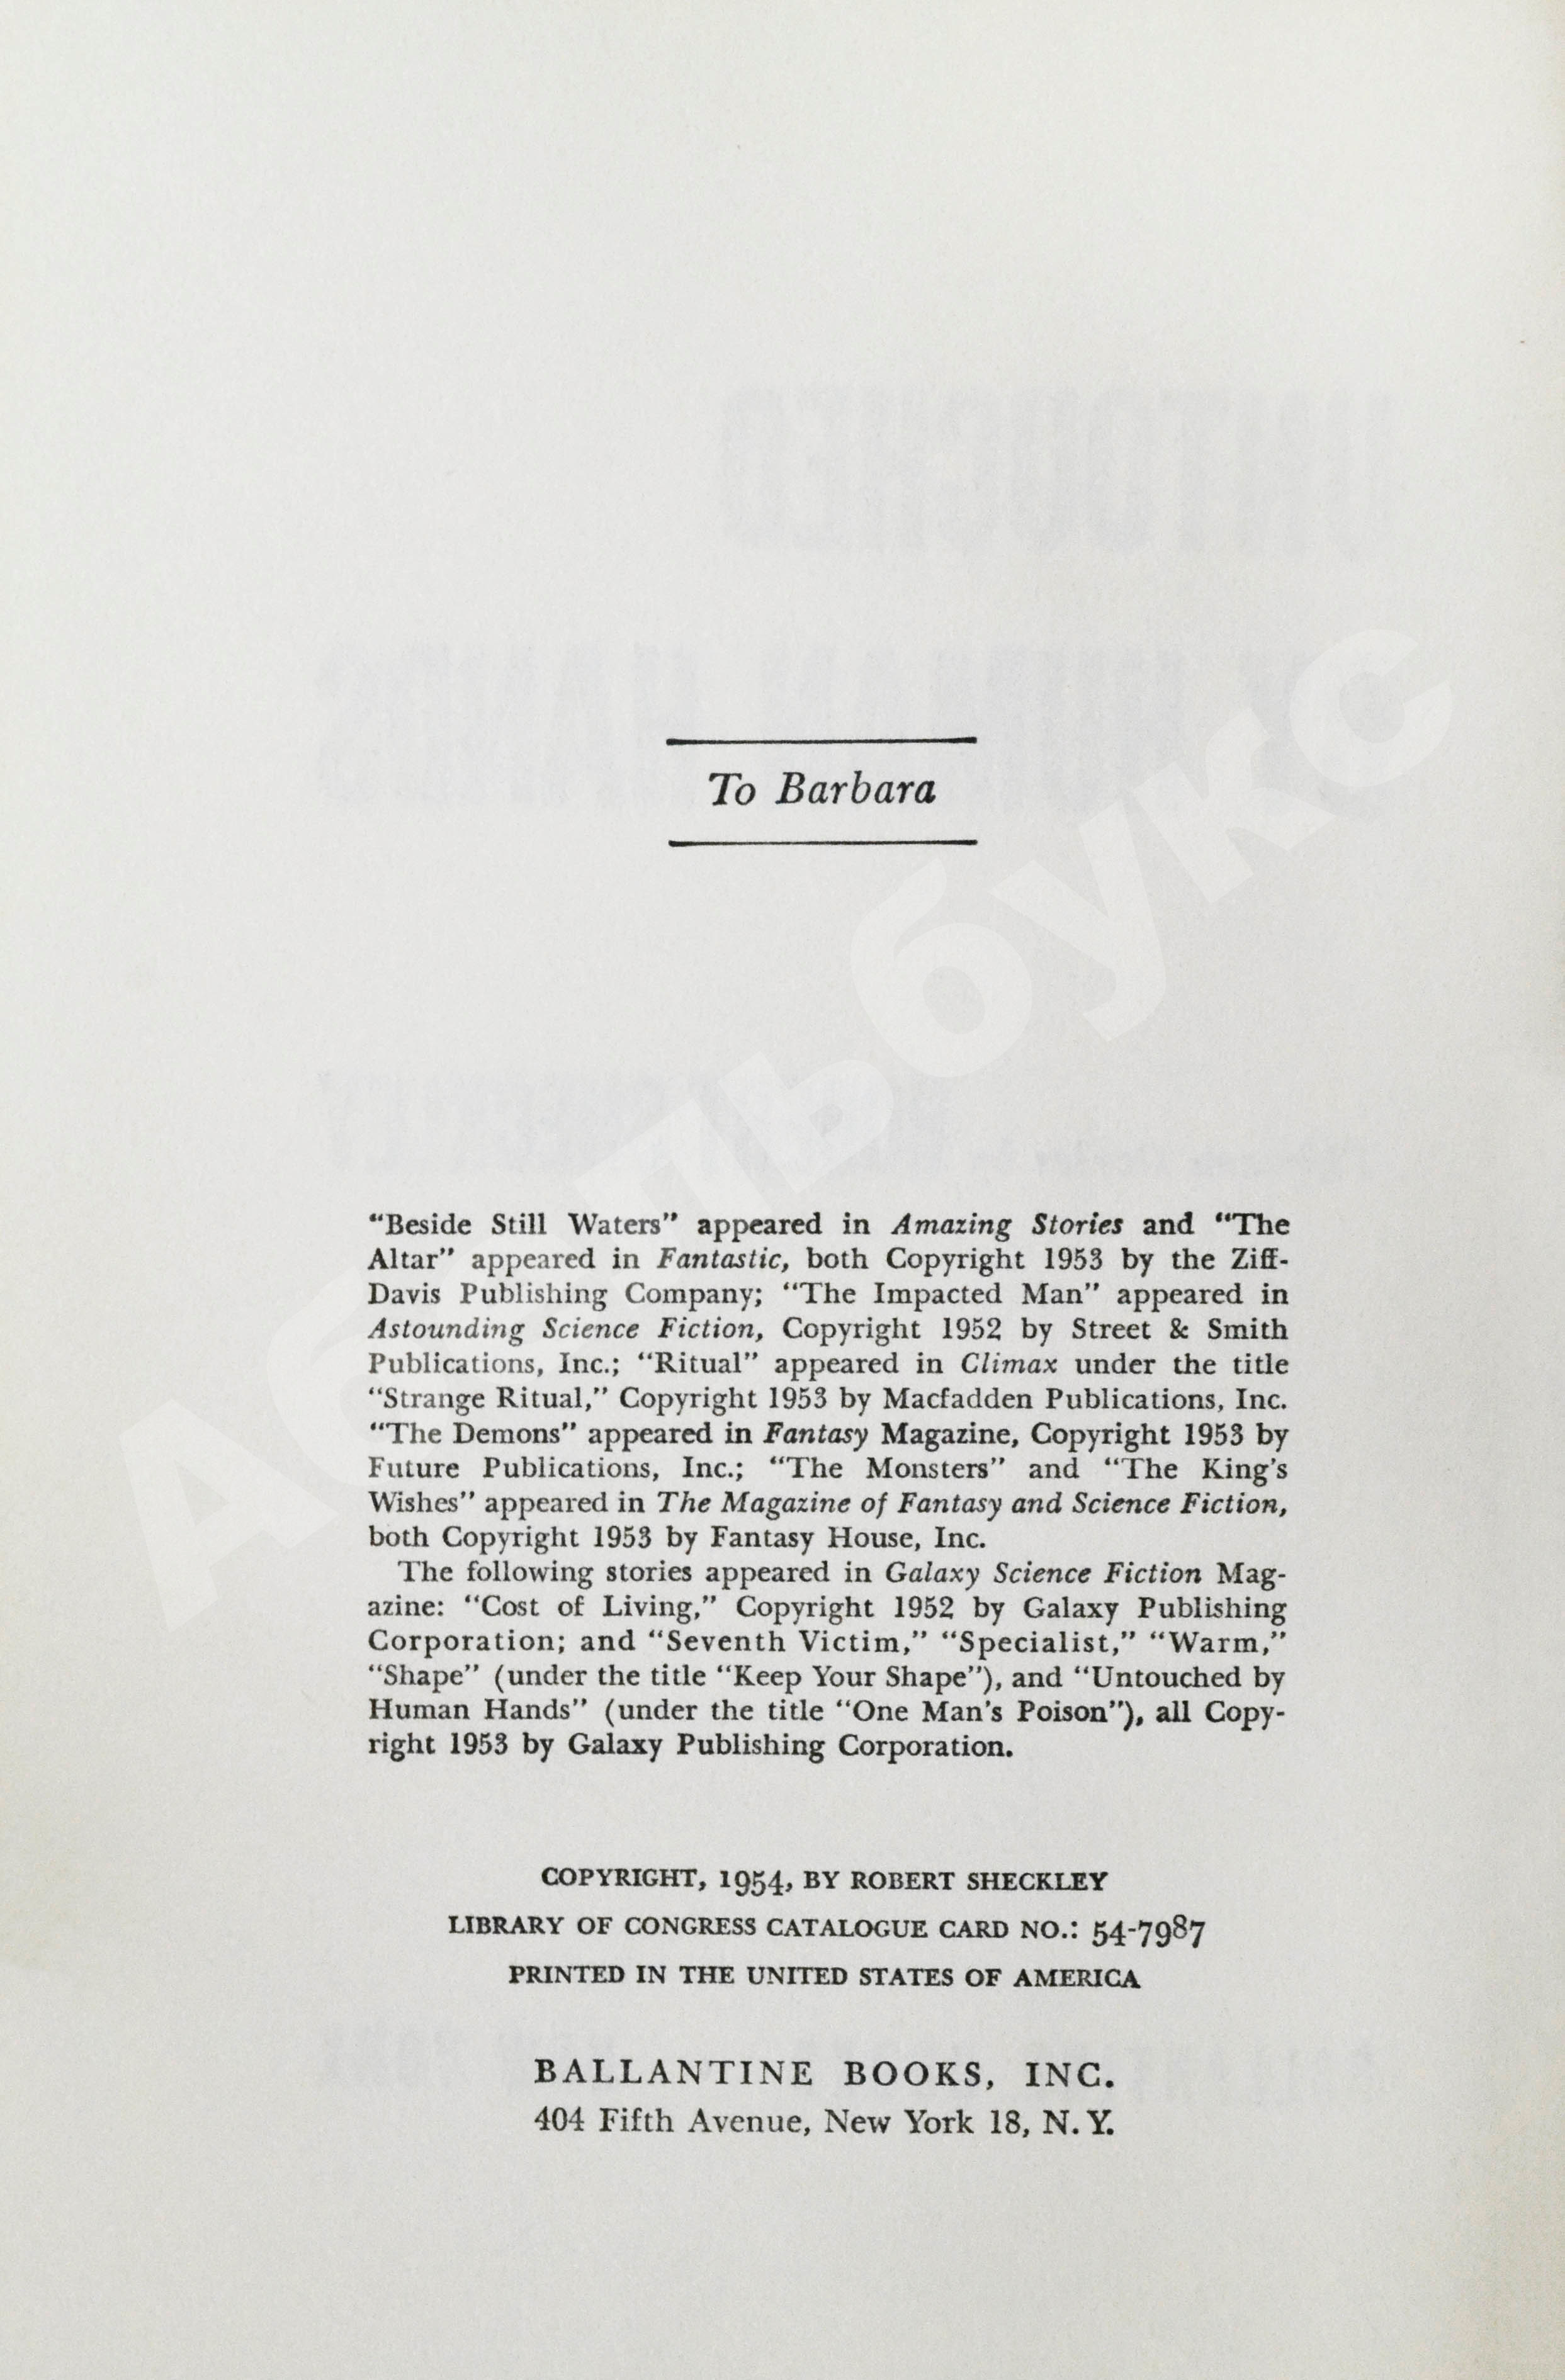 To Barbara
“Beside Still Waters” appeared in Amazing Stories and “The
Altar” appeared in Fantastic, both Copyright 1953 by the Ziff-
Davis Publishing Company; “The Impacted Man” appeared in
Astounding Science Fiction, Copyright 1952 by Street & Smith
Publications, Inc.; “Ritual” appeared in Climax under the title
“Strange Ritual,” Copyright 1953 by Macfadden Publications, Inc.
“The Demons” appeared in Fantasy Magazine, Copyright 1953 by
Future Publications, Inc.; “The Monsters” and “The King’s
Wishes” appeared in The Magazine of Fantasy and Science Fiction,
both Copyright 1953 by Fantasy House, Inc.
The following stories appeared in Galaxy Science Fiction Mag-
azine: “Cost of Living,” Copyright 1952 by Galaxy Publishing
Corporation; and “Seventh Victim,” “Specialist,” “Warm,”
“Shape” (under the title “Keep Your Shape”), and “Untouched by
Human Hands” (under the title “One Man’s Poison”), all Copy-
right 1953 by Galaxy Publishing Corporation.
COPYRIGHT, 1954, BY ROBERT SHECKLEY
LIBRARY OF CONGRESS CATALOGUE CARD NO.: 54-7987
PRINTED IN THE UNITED STATES OF AMERICA
BALLANTINE BOOKS, INC.
404 Fifth Avenue, New York 18, N. Y.